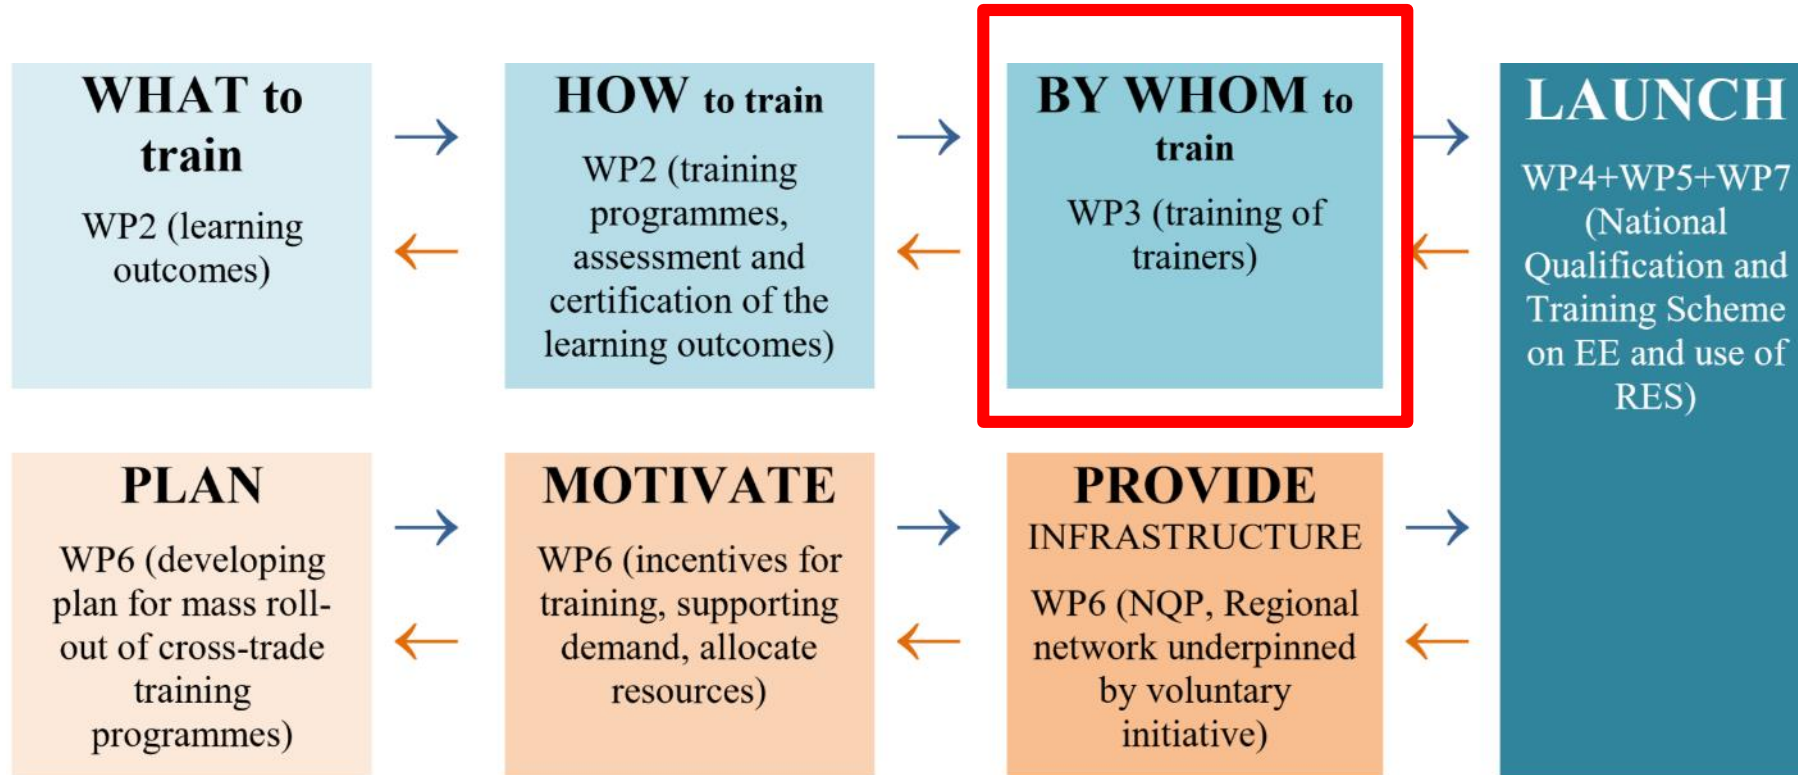 WHAT to
train
WP2 (learning
outcomes)
HOW to train
WP2 (training
programmes,
assessment and
certification of the
learning outcomes)
BY WHOM to
train
WP3 (training of
trainers)
LAUNCH
WP4+WP5+WP7
(National
Qualification and
Training Scheme
on EE and use of
RES)
PLAN
WP6 (developing
plan for mass roll-
out of cross-trade
training
programmes)
MOTIVATE
WP6 (incentives for
training, supporting
demand, allocate
resources)
PROVIDE
INFRASTRUCTURE
WP6 (NQP, Regional
network underpinned
by voluntary
initiative)